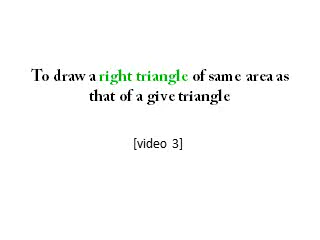 To draw a right triangle of same area as
that of a give triangle
[video 3]